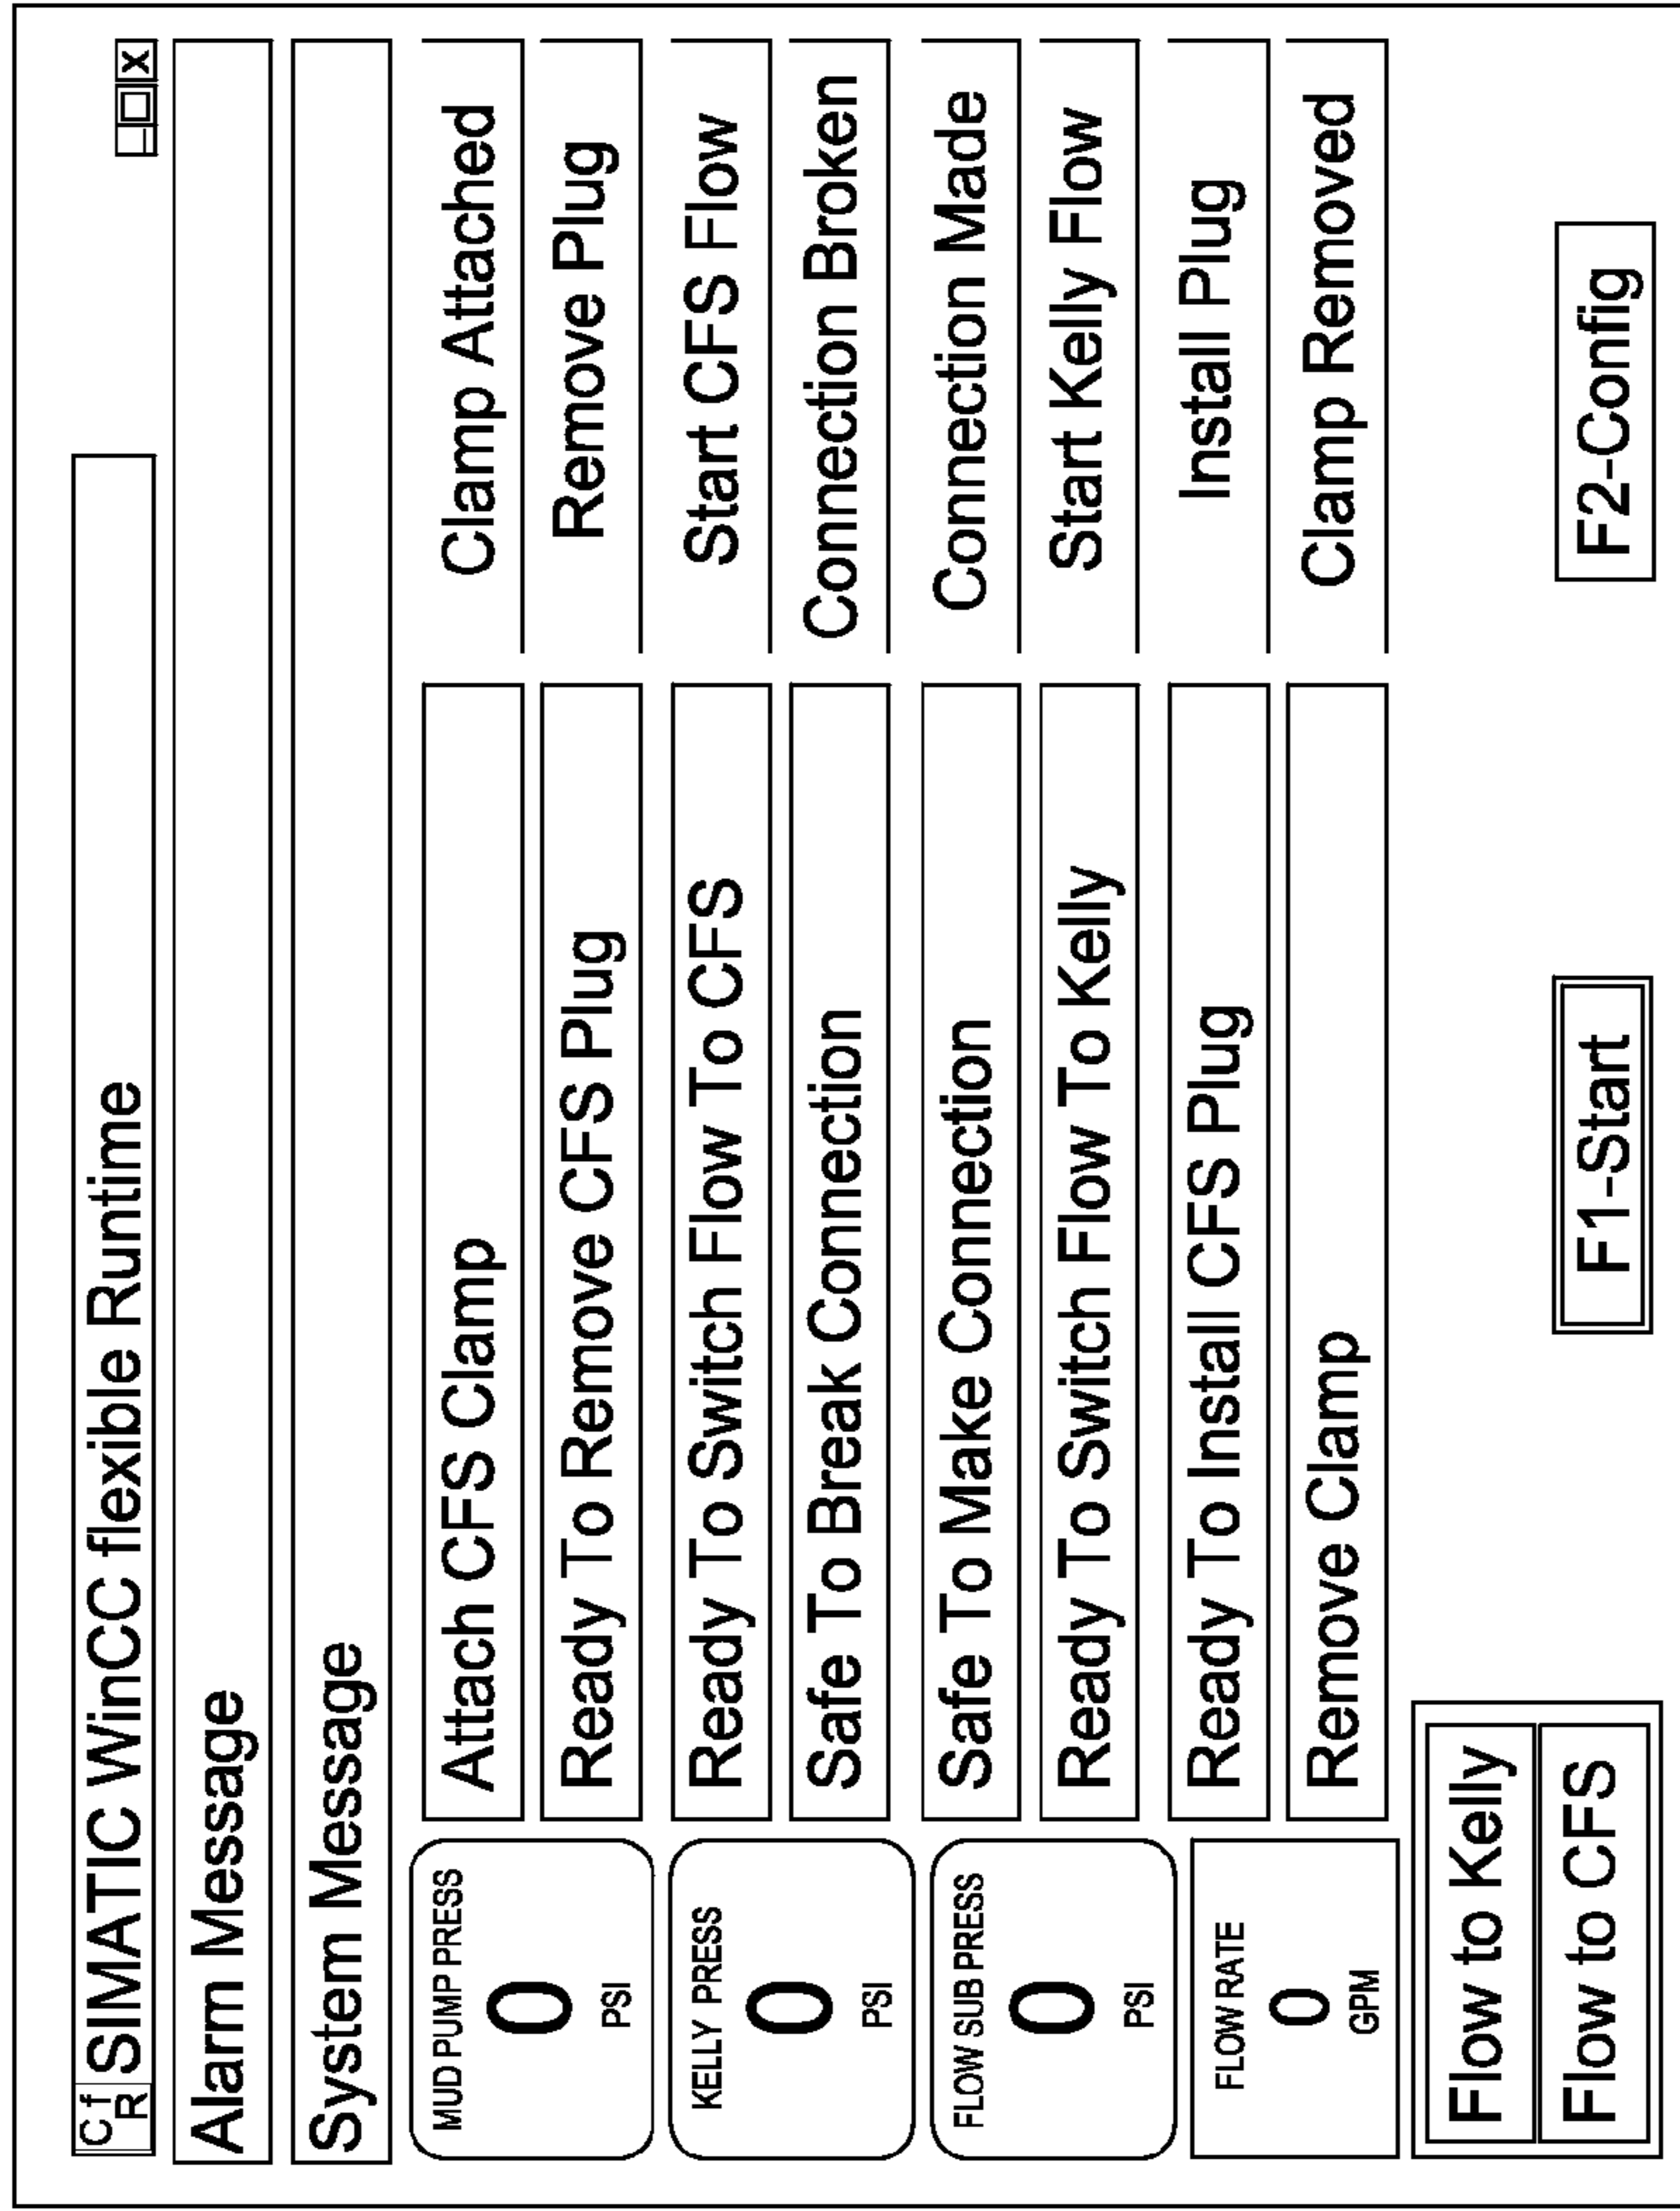 Cf
R
SIMATIC WinCC flexible Runtime
X
Alarm Message
System Message
MUD PUMP PRESS
0
PSI
Attach CFS Clamp
Clamp Attached
Ready To Remove CFS Plug
Remove Plug
KELLY PRESS
0
PSI
Ready To Switch Flow To CFS
Start CFS Flow
Safe To Break Connection
Connection Broken
FLOW SUB PRESS
0
PSI
Safe To Make Connection
Connection Made
Ready To Switch Flow To Kelly
Start Kelly Flow
FLOW RATE
0
GPM
Ready To Install CFS Plug
Install Plug
Remove Clamp
Clamp Removed
Flow to Kelly
Flow to CFS
F1-Start
F2-Config